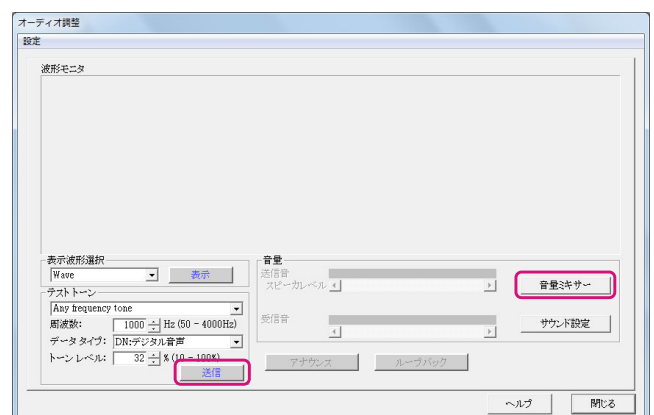 オーディオ調整
設定
波形モニタ
表示波形選択
Wave
表示
テストトーン
Any frequency tone
周波数: 1000 Hz (50 - 4000Hz)
データタイプ: DN:デジタル音声
トーンレベル: 32 % (10 - 100%)
送信
音量
送信音
スピーカレベル
受信音
音量ミキサー
サウンド設定
アナウンス
ループバック
ヘルプ
閉じる